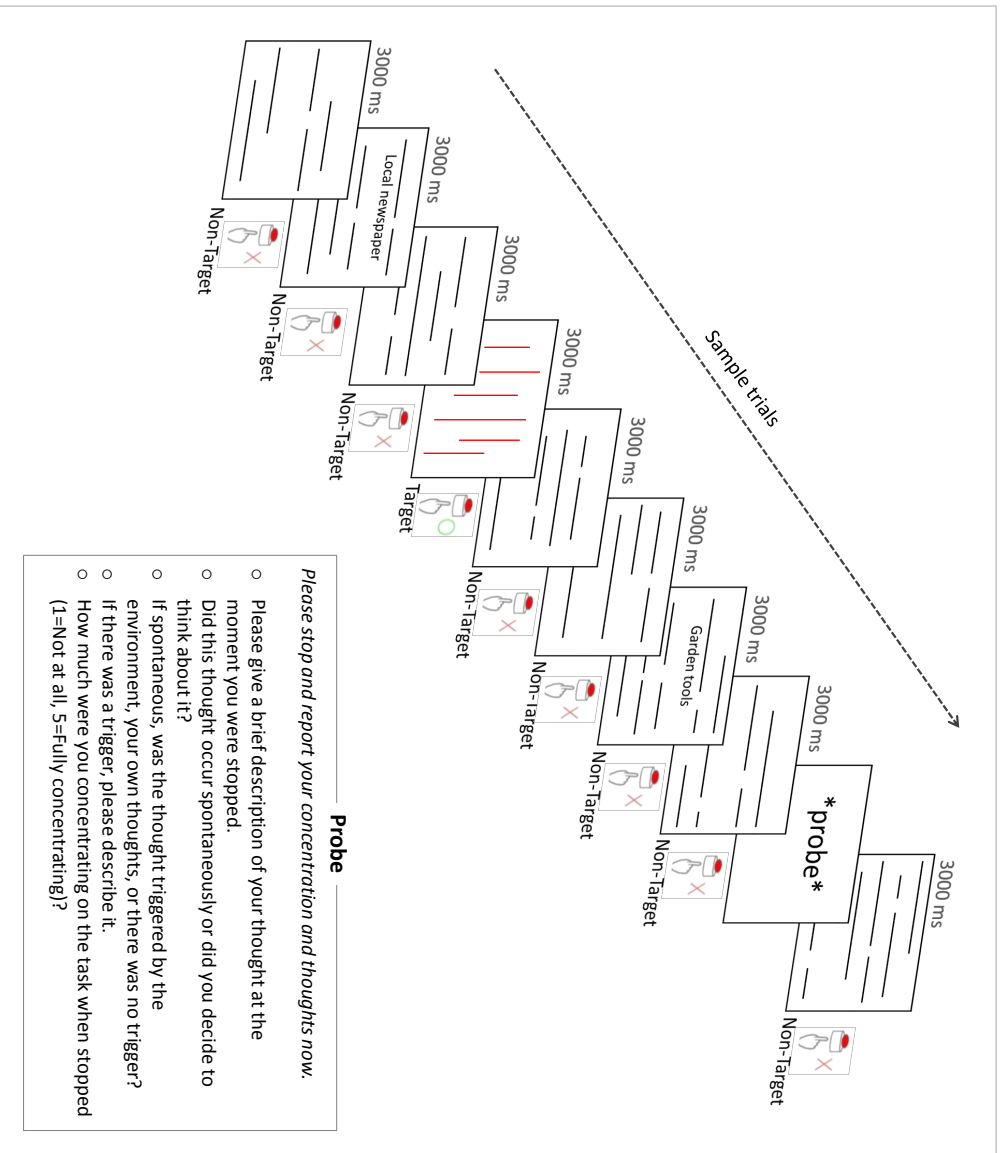 Sample trials
3000 ms
Non-Target
3000 ms
Local newspaper
Non-Target
3000 ms
Non-Target
3000 ms
Target
3000 ms
Non-Target
3000 ms
Non-Target
3000 ms
Garden tools
Non-Target
3000 ms
Non-Target
*probe*
3000 ms
Non-Target
Probe
Please stop and report your concentration and thoughts now.
○ Please give a brief description of your thought at the
moment you were stopped.
○ Did this thought occur spontaneously or did you decide to
think about it?
○ If spontaneous, was the thought triggered by the
environment, your own thoughts, or there was no trigger?
○ If there was a trigger, please describe it.
○ How much were you concentrating on the task when stopped
(1=Not at all, 5=Fully concentrating)?